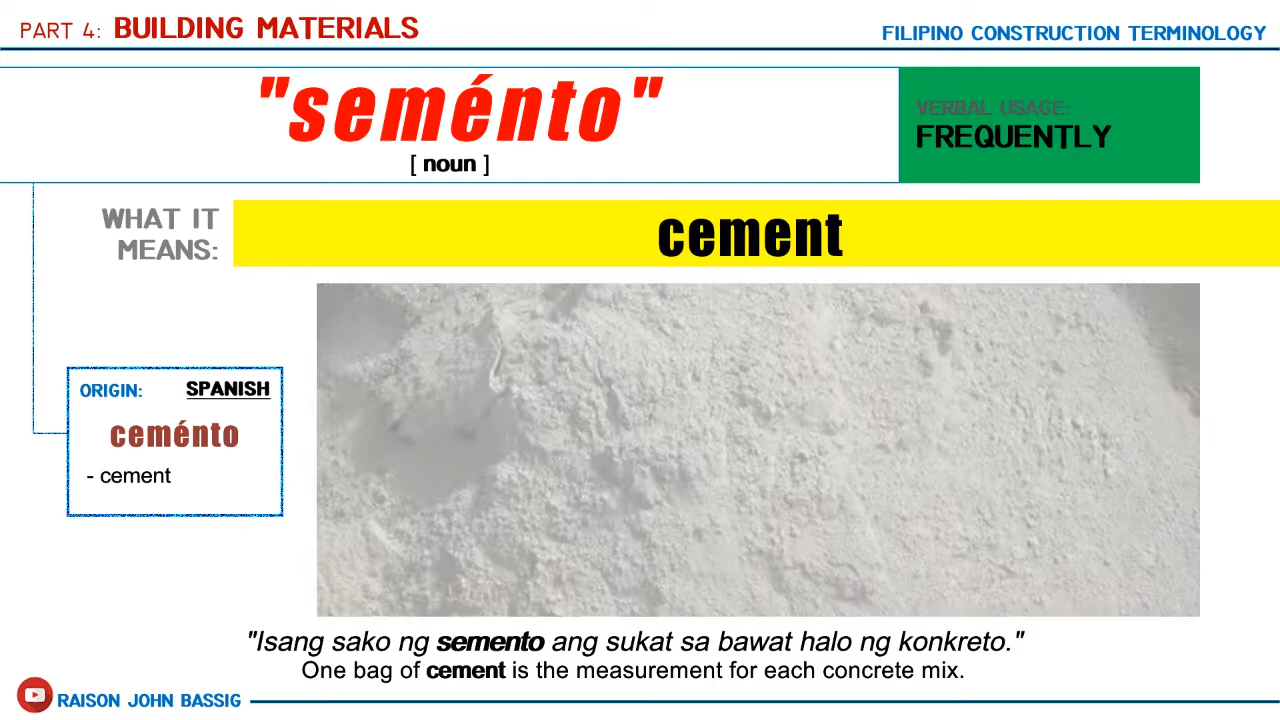 PART 4: BUILDING MATERIALS
FILIPINO CONSTRUCTION TERMINOLOGY
"seménto"
[ noun ]
VERBAL USAGE:
FREQUENTLY
WHAT IT
MEANS:
cement
ORIGIN: SPANISH
ceménto
- cement
"Isang sako ng semento ang sukat sa bawat halo ng konkreto."
One bag of cement is the measurement for each concrete mix.
RAISON JOHN BASSIG